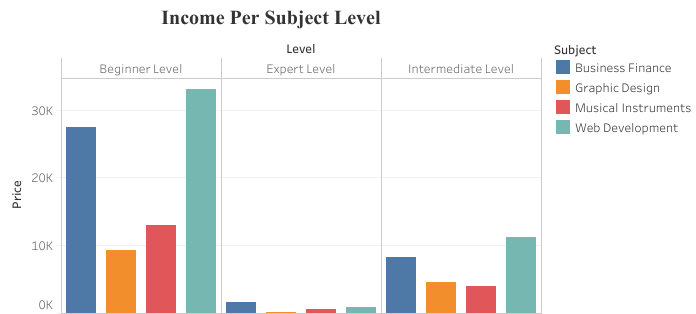 Income Per Subject Level
Level
Beginner Level
Expert Level
Intermediate Level
Price
30K
20K
10K
0K
Subject
Business Finance
Graphic Design
Musical Instruments
Web Development